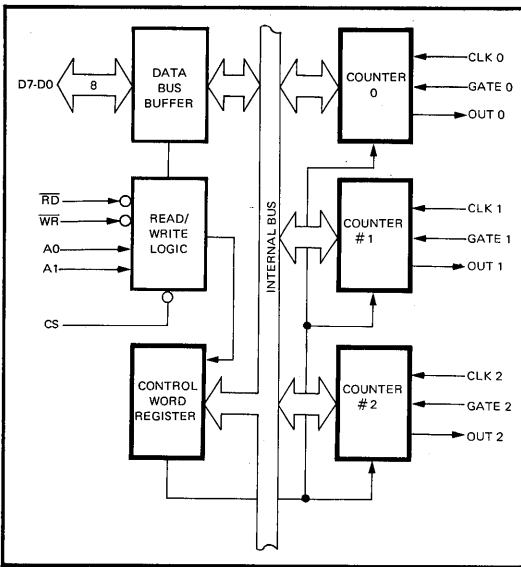 D7-D0
8
DATA
BUS
BUFFER
COUNTER
0
CLK 0
GATE 0
OUT 0
R̅D̅
W̅R̅
A0
A1
CS
READ/
WRITE
LOGIC
INTERNAL BUS
COUNTER
#1
CLK 1
GATE 1
OUT 1
CONTROL
WORD
REGISTER
COUNTER
#2
CLK 2
GATE 2
OUT 2